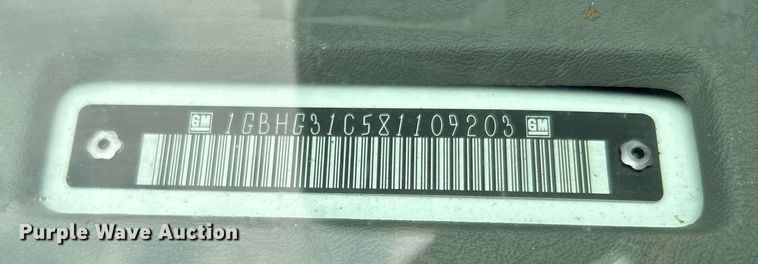 GM 1GBHG31C581109203 GM
Purple Wave Auction